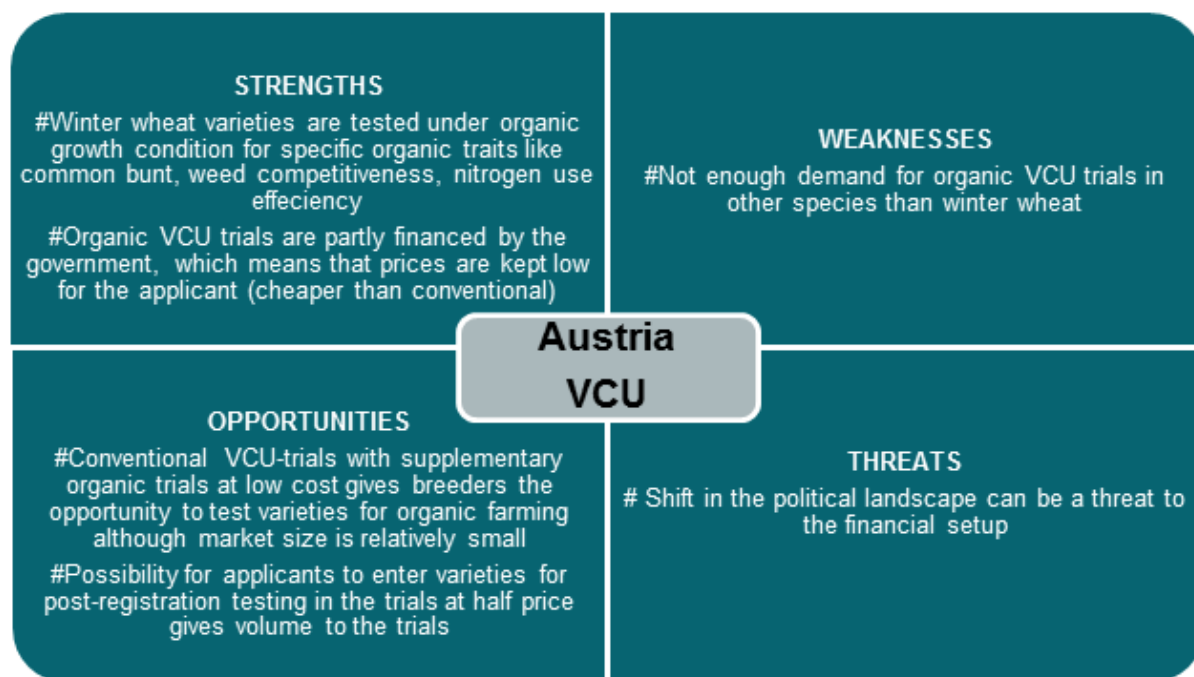 STRENGTHS
#Winter wheat varieties are tested under organic
growth condition for specific organic traits like
common bunt, weed competitiveness, nitrogen use
effeciency
#Organic VCU trials are partly financed by the
government, which means that prices are kept low
for the applicant (cheaper than conventional)
WEAKNESSES
#Not enough demand for organic VCU trials in
other species than winter wheat
Austria
VCU
OPPORTUNITIES
#Conventional VCU-trials with supplementary
organic trials at low cost gives breeders the
opportunity to test varieties for organic farming
although market size is relatively small
#Possibility for applicants to enter varieties for
post-registration testing in the trials at half price
gives volume to the trials
THREATS
# Shift in the political landscape can be a threat to
the financial setup